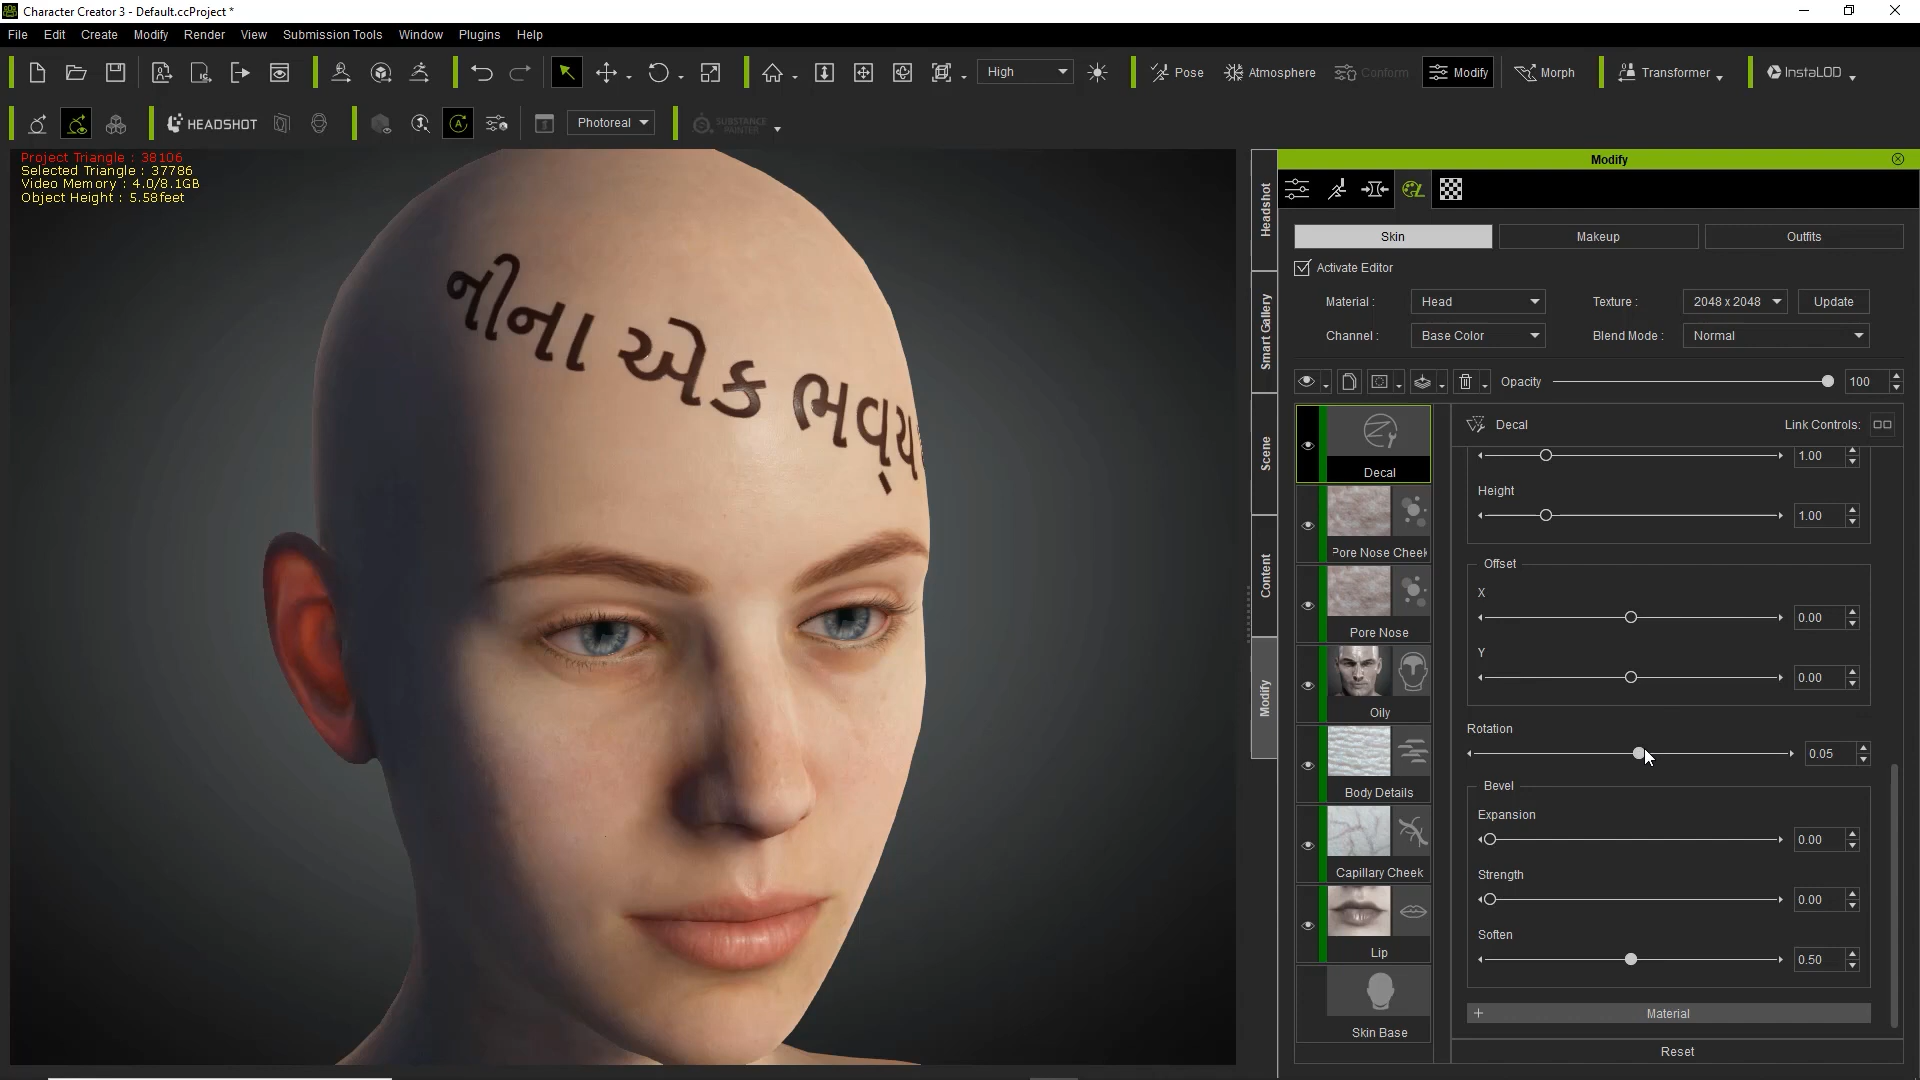 Character Creator 3 - Default.ccProject *
File Edit Create Modify Render View Submission Tools Window Plugins Help
High Pose Atmosphere Conform Modify Morph Transformer InstaLOD
HEADSHOT Photoreal SUBSTANCE PAINTER
Project Triangle : 38106
Selected Triangle : 37786
Video Memory : 4.0/8.1GB
Object Height : 5.58feet
નીના એક ભવ્ય
Headshot
Smart Gallery
Scene
Content
Modify
Modify
Skin Makeup Outfits
Activate Editor
Material : Head Texture : 2048 x 2048 Update
Channel : Base Color Blend Mode : Normal
Opacity 100
Decal
Pore Nose Cheek
Pore Nose
Oily
Body Details
Capillary Cheek
Lip
Skin Base
Decal Link Controls:
1.00
Height
1.00
Offset
X
0.00
Y
0.00
Rotation
0.05
Bevel
Expansion
0.00
Strength
0.00
Soften
0.50
+ Material
Reset